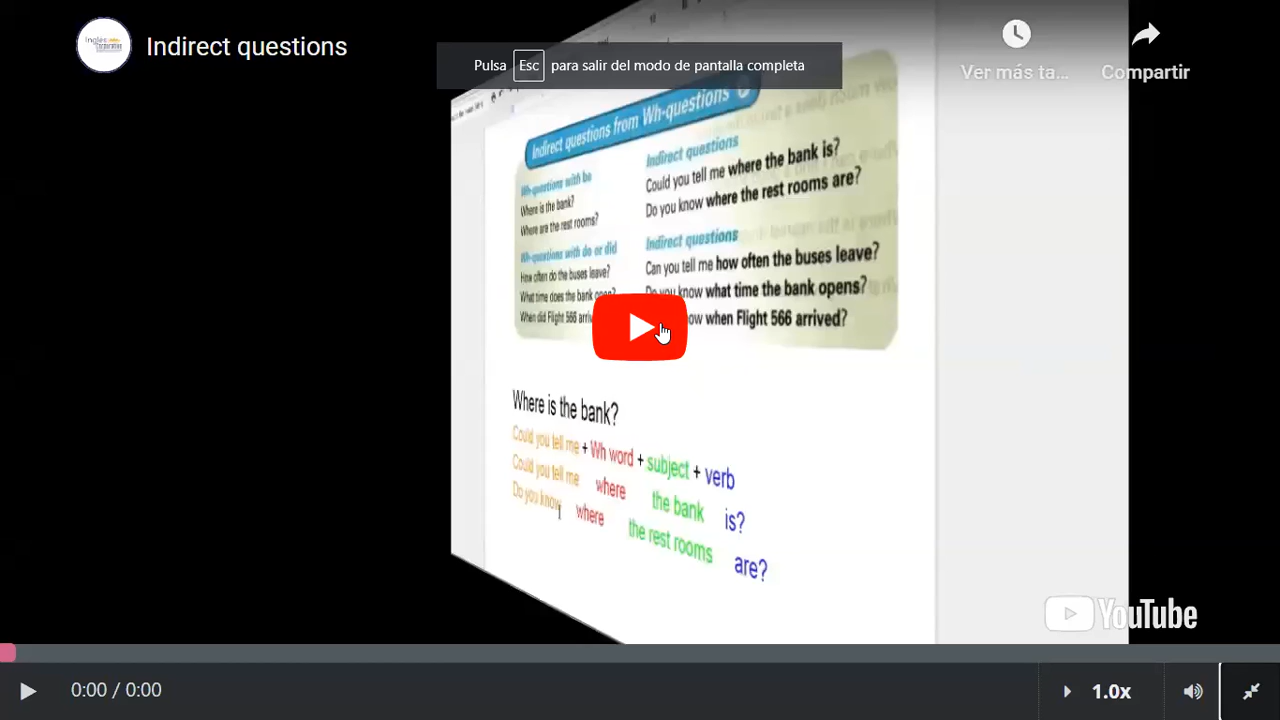 Indirect questions
Pulsa Esc para salir del modo de pantalla completa
Ver más ta...
Compartir
Indirect questions from Wh-questions
Wh-questions with be
Where is the bank?
Where are the rest rooms?
Indirect questions
Could you tell me where the bank is?
Do you know where the rest rooms are?
Wh-questions with do or did
How often do the buses leave?
What time does the bank open?
When did Flight 566
Indirect questions
Can you tell me how often the buses leave?
Do you know what time the bank opens?
when Flight 566 arrived?
Where is the bank?
Could you tell me + Wh word + subject + verb
Could you tell me where the bank is?
Do you know where the rest rooms are?
YouTube
0:00 / 0:00
1.0x